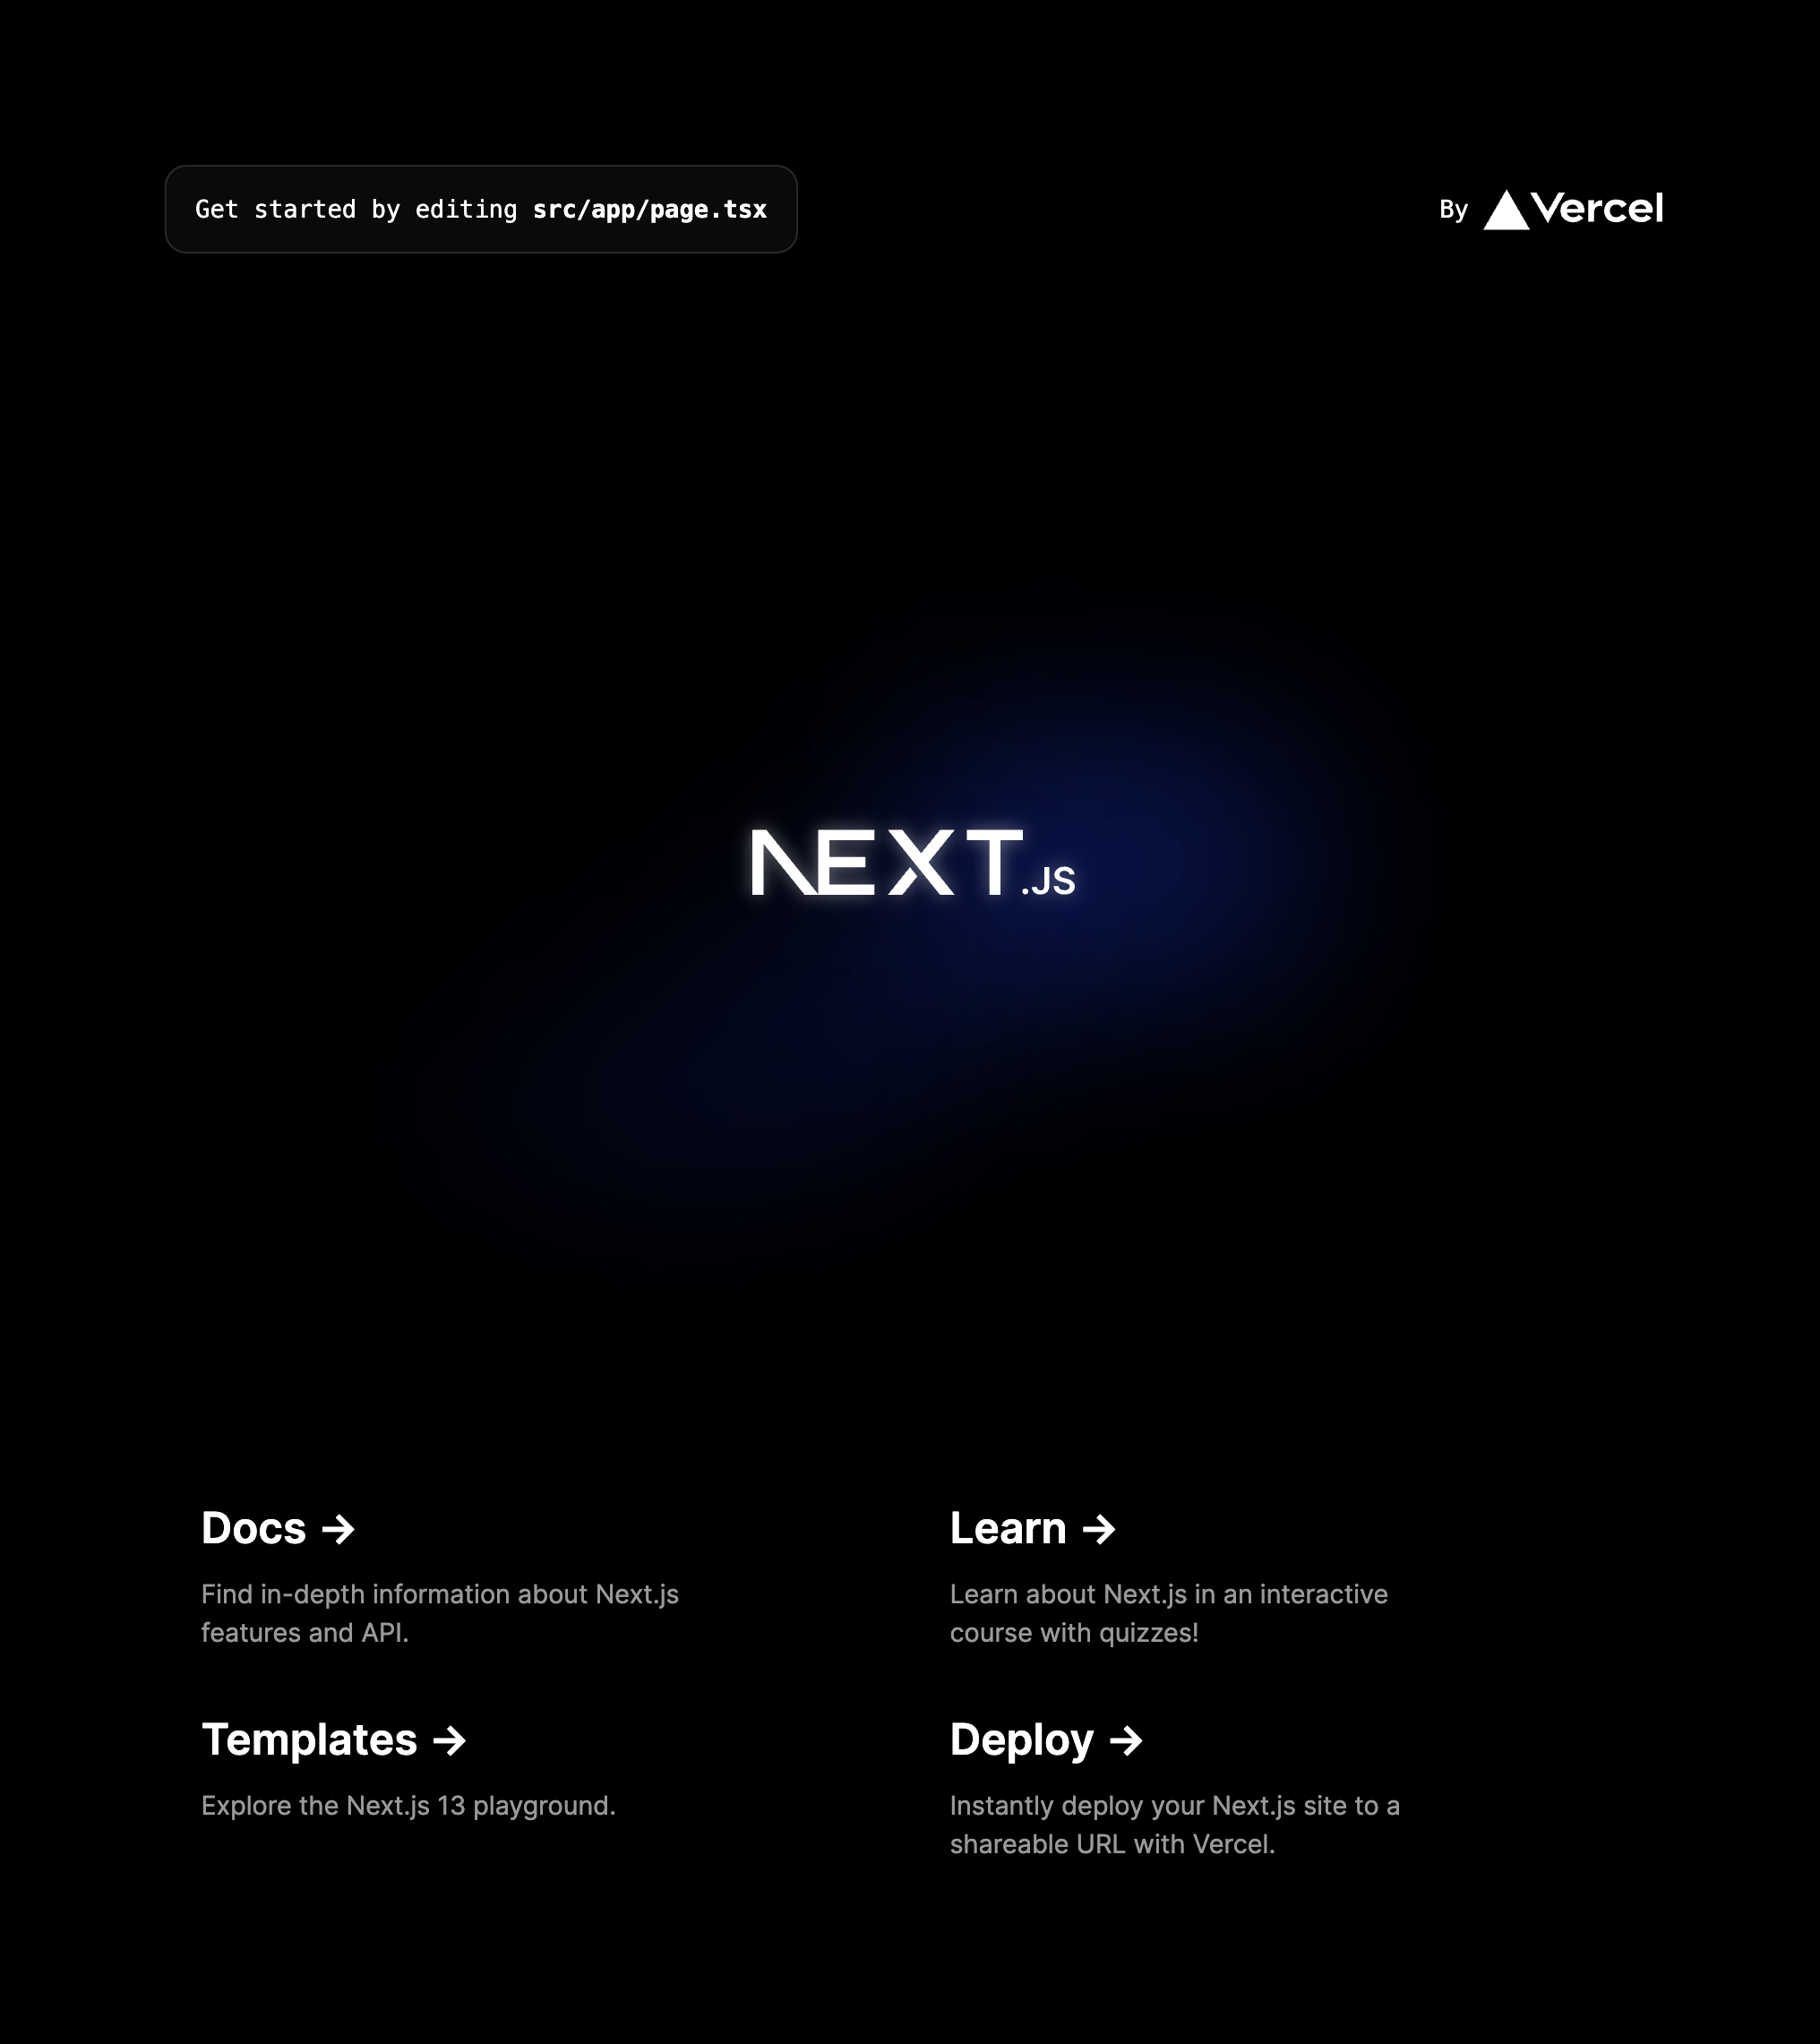 Get started by editing src/app/page.tsx
By Vercel
NEXT.JS
Docs →
Find in-depth information about Next.js
features and API.
Learn →
Learn about Next.js in an interactive
course with quizzes!
Templates →
Explore the Next.js 13 playground.
Deploy →
Instantly deploy your Next.js site to a
shareable URL with Vercel.